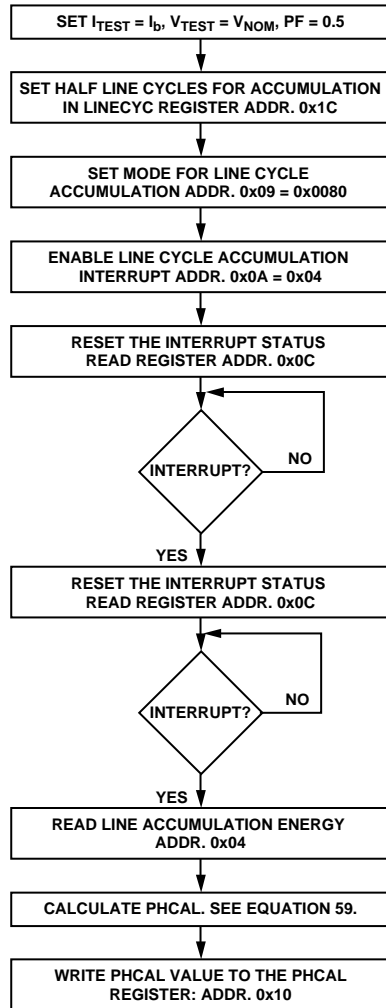 SET I_TEST = I_b, V_TEST = V_NOM, PF = 0.5
SET HALF LINE CYCLES FOR ACCUMULATION
IN LINECYC REGISTER ADDR. 0x1C
SET MODE FOR LINE CYCLE
ACCUMULATION ADDR. 0x09 = 0x0080
ENABLE LINE CYCLE ACCUMULATION
INTERRUPT ADDR. 0x0A = 0x04
RESET THE INTERRUPT STATUS
READ REGISTER ADDR. 0x0C
INTERRUPT?
NO
YES
RESET THE INTERRUPT STATUS
READ REGISTER ADDR. 0x0C
INTERRUPT?
NO
YES
READ LINE ACCUMULATION ENERGY
ADDR. 0x04
CALCULATE PHCAL. SEE EQUATION 59.
WRITE PHCAL VALUE TO THE PHCAL
REGISTER: ADDR. 0x10